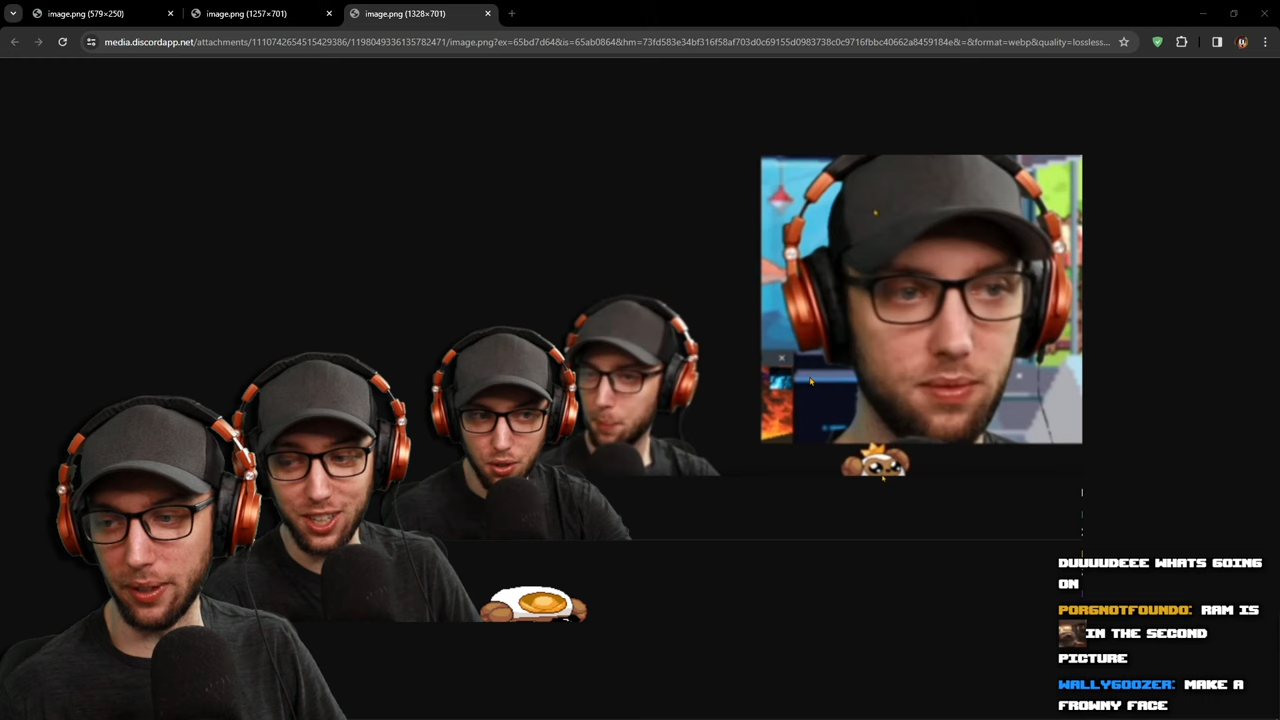 image.png (579×250)
image.png (1257×701)
image.png (1328×701)
media.discordapp.net/attachments/1110742654515429386/1198049336135782471/image.png?ex=65bd7d64&is=65ab0864&hm=73fd583e34bf316f58af703d0c69155d0983738c0c9716fbbc40662a8459184e&=&format=webp&quality=lossless...
DUUUUDEEE WHATS GOING
ON
PORGNOTFOUNDO: RAM IS
IN THE SECOND
PICTURE
WALLYGOOZER: MAKE A
FROWNY FACE